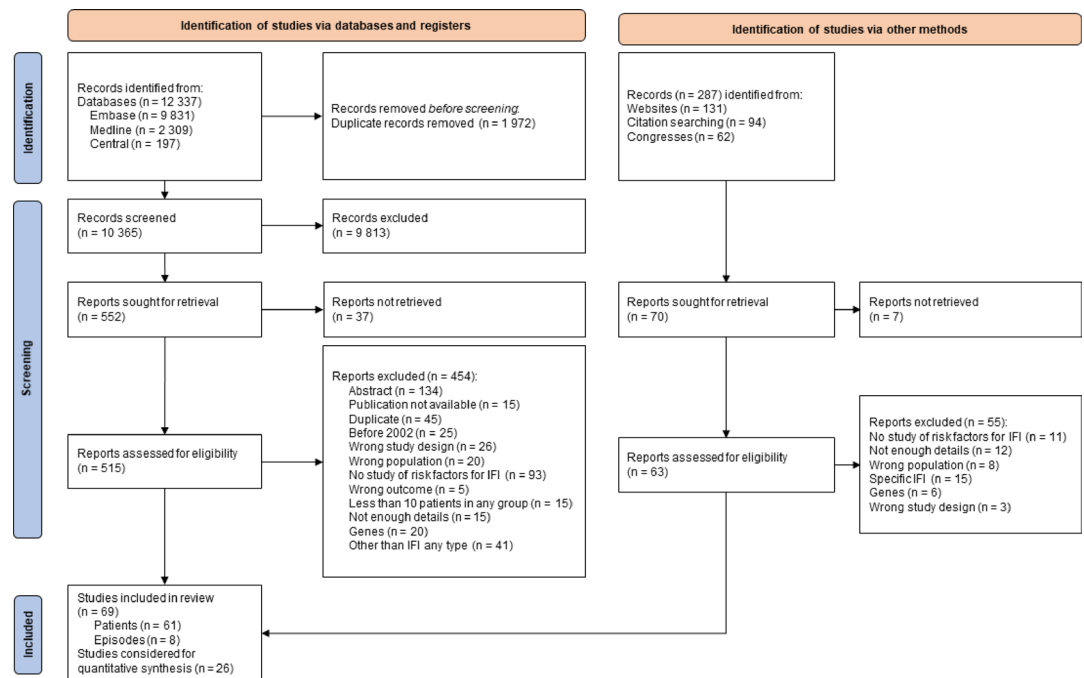 Identification of studies via databases and registers
Identification of studies via other methods
Identification
Records identified from:
Databases (n = 12 337)
Embase (n = 9 831)
Medline (n = 2 309)
Central (n = 197)
Records removed before screening:
Duplicate records removed (n = 1 972)
Records (n = 287) identified from:
Websites (n = 131)
Citation searching (n = 94)
Congresses (n = 62)
Screening
Records screened
(n = 10 365)
Records excluded
(n = 9 813)
Reports sought for retrieval
(n = 552)
Reports not retrieved
(n = 37)
Reports sought for retrieval
(n = 70)
Reports not retrieved
(n = 7)
Reports assessed for eligibility
(n = 515)
Reports excluded (n = 454):
Abstract (n = 134)
Publication not available (n = 15)
Duplicate (n = 45)
Before 2002 (n = 25)
Wrong study design (n = 26)
Wrong population (n = 20)
No study of risk factors for IFI (n = 93)
Wrong outcome (n = 5)
Less than 10 patients in any group (n = 15)
Not enough details (n = 15)
Genes (n = 20)
Other than IFI any type (n = 41)
Reports assessed for eligibility
(n = 63)
Reports excluded (n = 55):
No study of risk factors for IFI (n = 11)
Not enough details (n = 12)
Wrong population (n = 8)
Specific IFI (n = 15)
Genes (n = 6)
Wrong study design (n = 3)
Included
Studies included in review
(n = 69)
Patients (n = 61)
Episodes (n = 8)
Studies considered for
quantitative synthesis (n = 26)